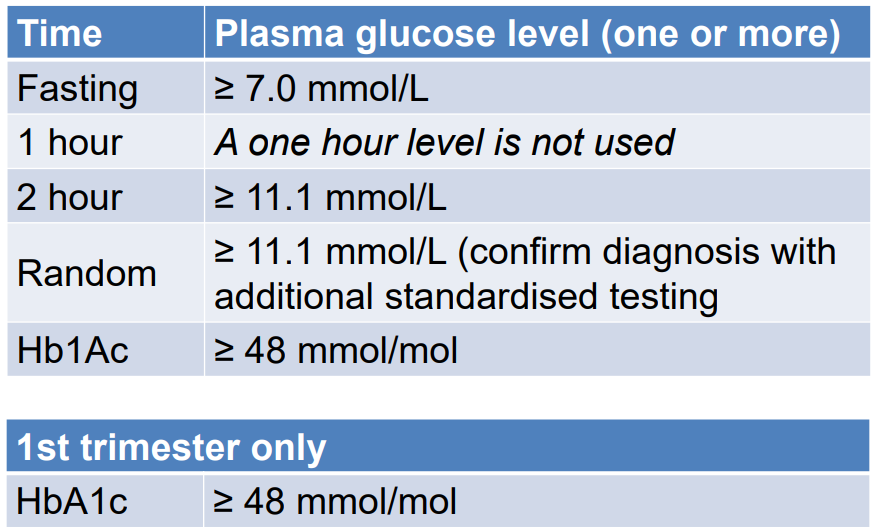 Time Plasma glucose level (one or more)
Fasting ≥ 7.0 mmol/L
1 hour A one hour level is not used
2 hour ≥ 11.1 mmol/L
Random ≥ 11.1 mmol/L (confirm diagnosis with
additional standardised testing
Hb1Ac ≥ 48 mmol/mol
1st trimester only
HbA1c ≥ 48 mmol/mol